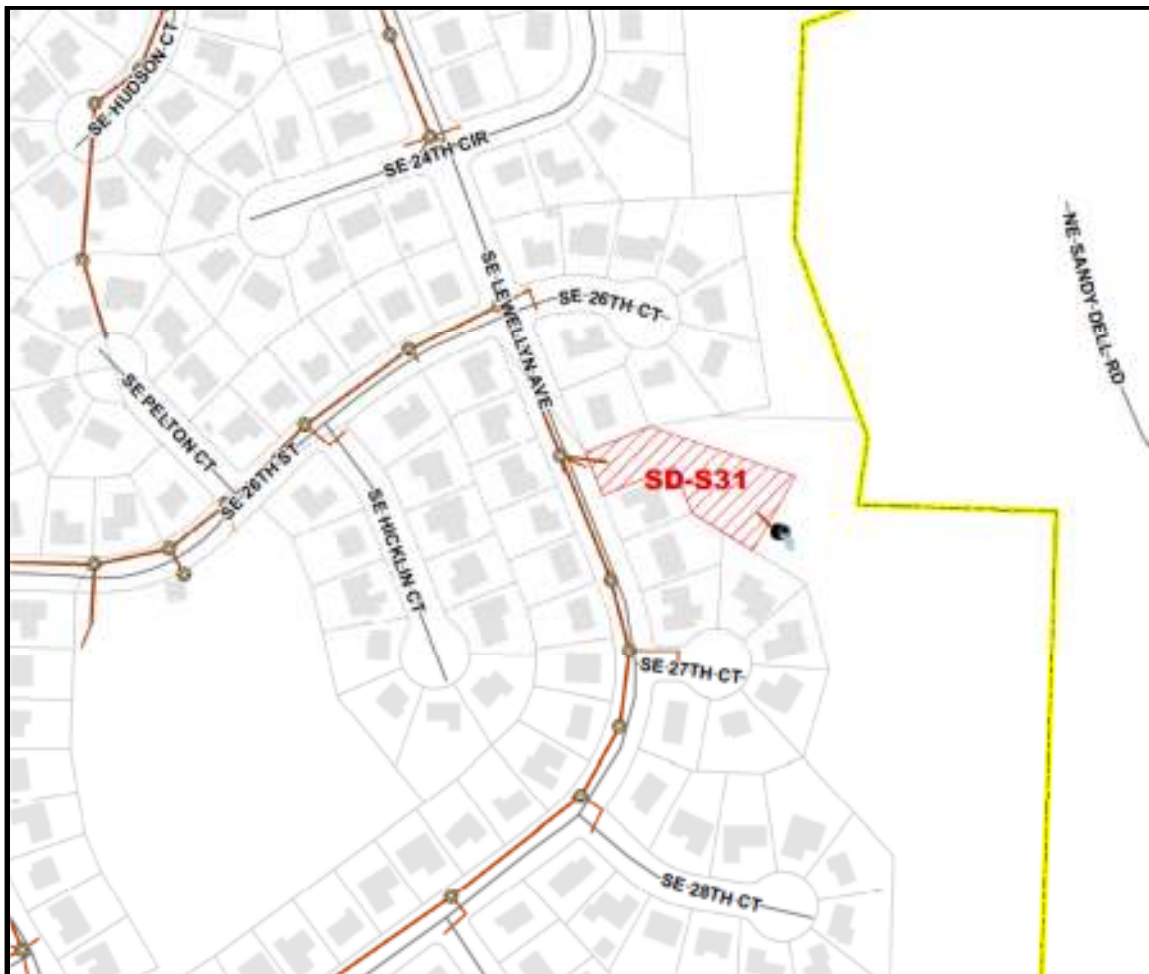 SE HUDSON CT
SE 24TH CIR
NE SANDY DELL RD
SE LEWELLYN AVE
SE 26TH CT
SE PELTON CT
SE 26TH ST
SD-S31
SE HICKLIN CT
SE 27TH CT
SE 28TH CT